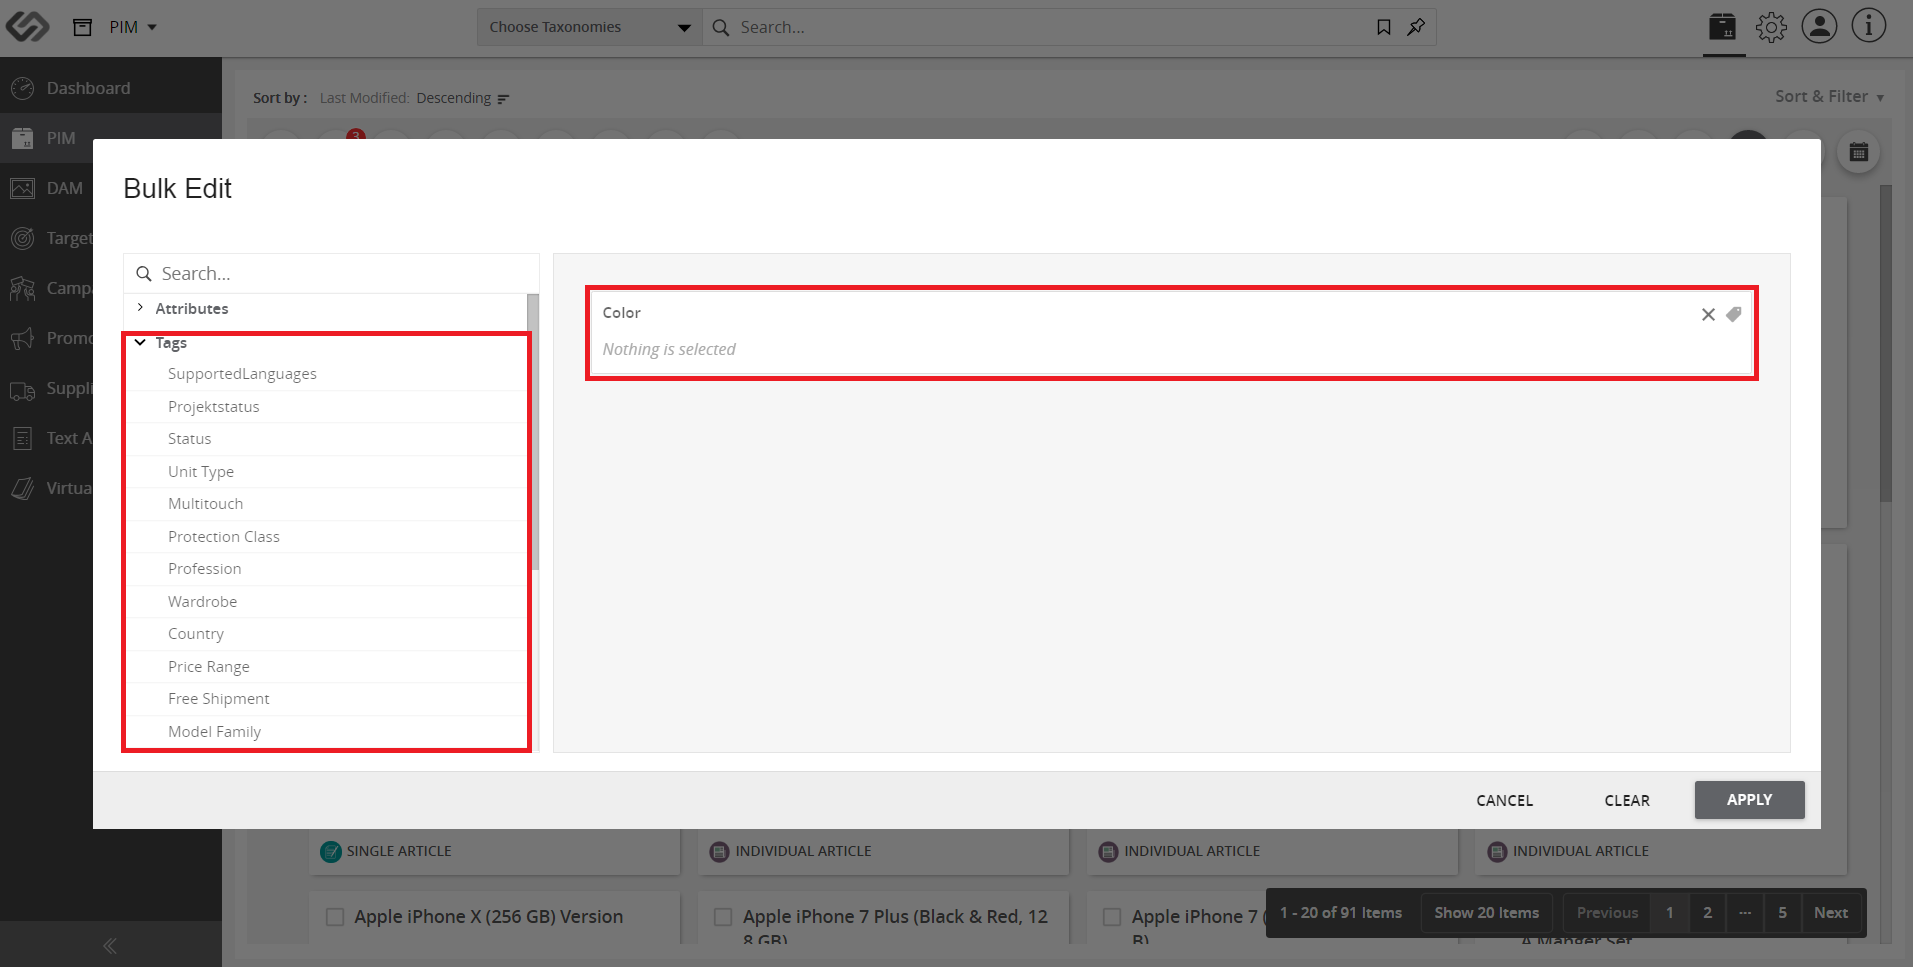 PIM
Choose Taxonomies
Search...
Dashboard
PIM
DAM
Target
Campa
Promo
Suppli
Text A
Virtua
Sort by : Last Modified: Descending
Sort & Filter
3
Bulk Edit
Search...
Attributes
Tags
SupportedLanguages
Projektstatus
Status
Unit Type
Multitouch
Protection Class
Profession
Wardrobe
Country
Price Range
Free Shipment
Model Family
Color
Nothing is selected
CANCEL
CLEAR
APPLY
SINGLE ARTICLE
INDIVIDUAL ARTICLE
INDIVIDUAL ARTICLE
INDIVIDUAL ARTICLE
Apple iPhone X (256 GB) Version
Apple iPhone 7 Plus (Black & Red, 12
8 GB)
Apple iPhone 7 (
B)
A Manger Set
1 - 20 of 91 Items
Show 20 Items
Previous
1
2
...
5
Next